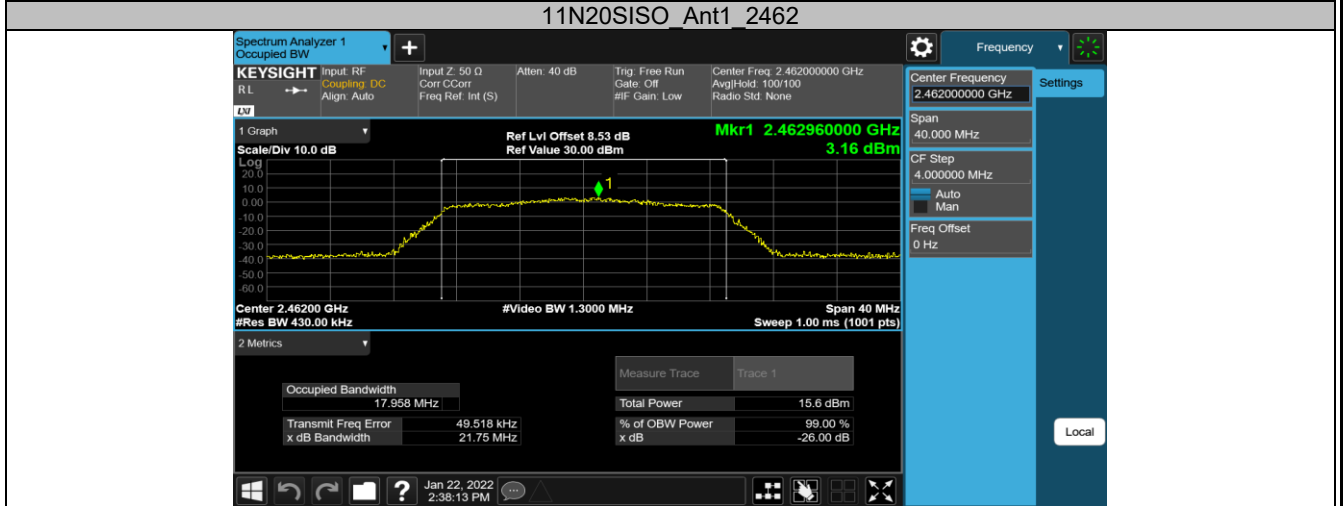 11N20SISO_Ant1_2462
Spectrum Analyzer 1
Occupied BW
+
Frequency
KEYSIGHT
RL
LXI
Input: RF
Coupling: DC
Align: Auto
Input Z: 50 Ω
Corr CCorr
Freq Ref: Int (S)
Atten: 40 dB
Trig: Free Run
Gate: Off
#IF Gain: Low
Center Freq: 2.462000000 GHz
Avg|Hold: 100/100
Radio Std: None
Center Frequency
2.462000000 GHz
Settings
Span
40.000 MHz
CF Step
4.000000 MHz
Auto
Man
Freq Offset
0 Hz
Local
1 Graph
Scale/Div 10.0 dB
Ref Lvl Offset 8.53 dB
Ref Value 30.00 dBm
Mkr1 2.462960000 GHz
3.16 dBm
Log
20.0
10.0
0.00
-10.0
-20.0
-30.0
-40.0
-50.0
-60.0
1
Center 2.46200 GHz
#Res BW 430.00 kHz
#Video BW 1.3000 MHz
Span 40 MHz
Sweep 1.00 ms (1001 pts)
2 Metrics
Measure Trace Trace 1
Occupied Bandwidth
17.958 MHz
Total Power 15.6 dBm
Transmit Freq Error 49.518 kHz
% of OBW Power 99.00 %
x dB Bandwidth 21.75 MHz
x dB -26.00 dB
?
Jan 22, 2022
2:38:13 PM